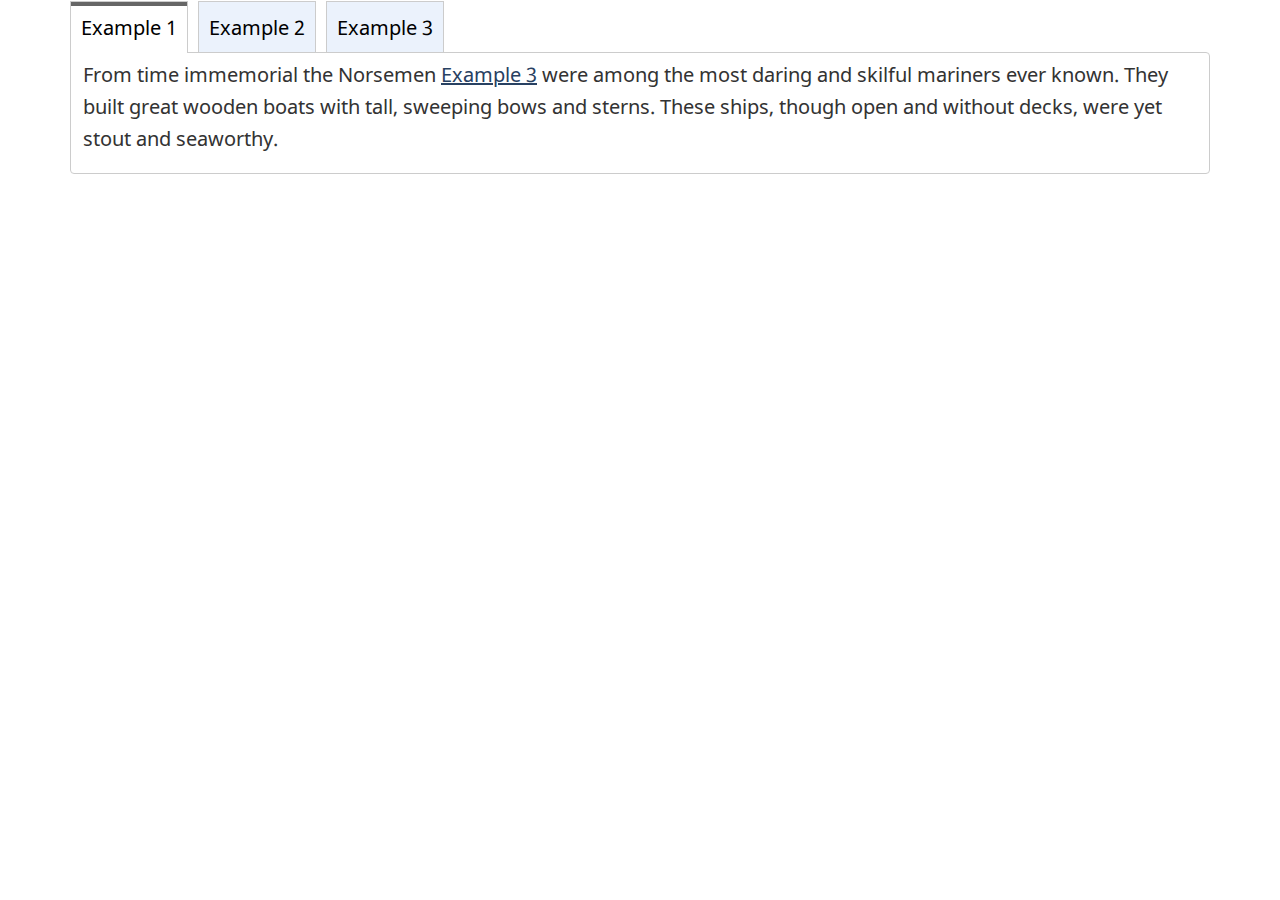 Example 1 Example 2 Example 3
From time immemorial the Norsemen Example 3 were among the most daring and skilful mariners ever known. They
built great wooden boats with tall, sweeping bows and sterns. These ships, though open and without decks, were yet
stout and seaworthy.